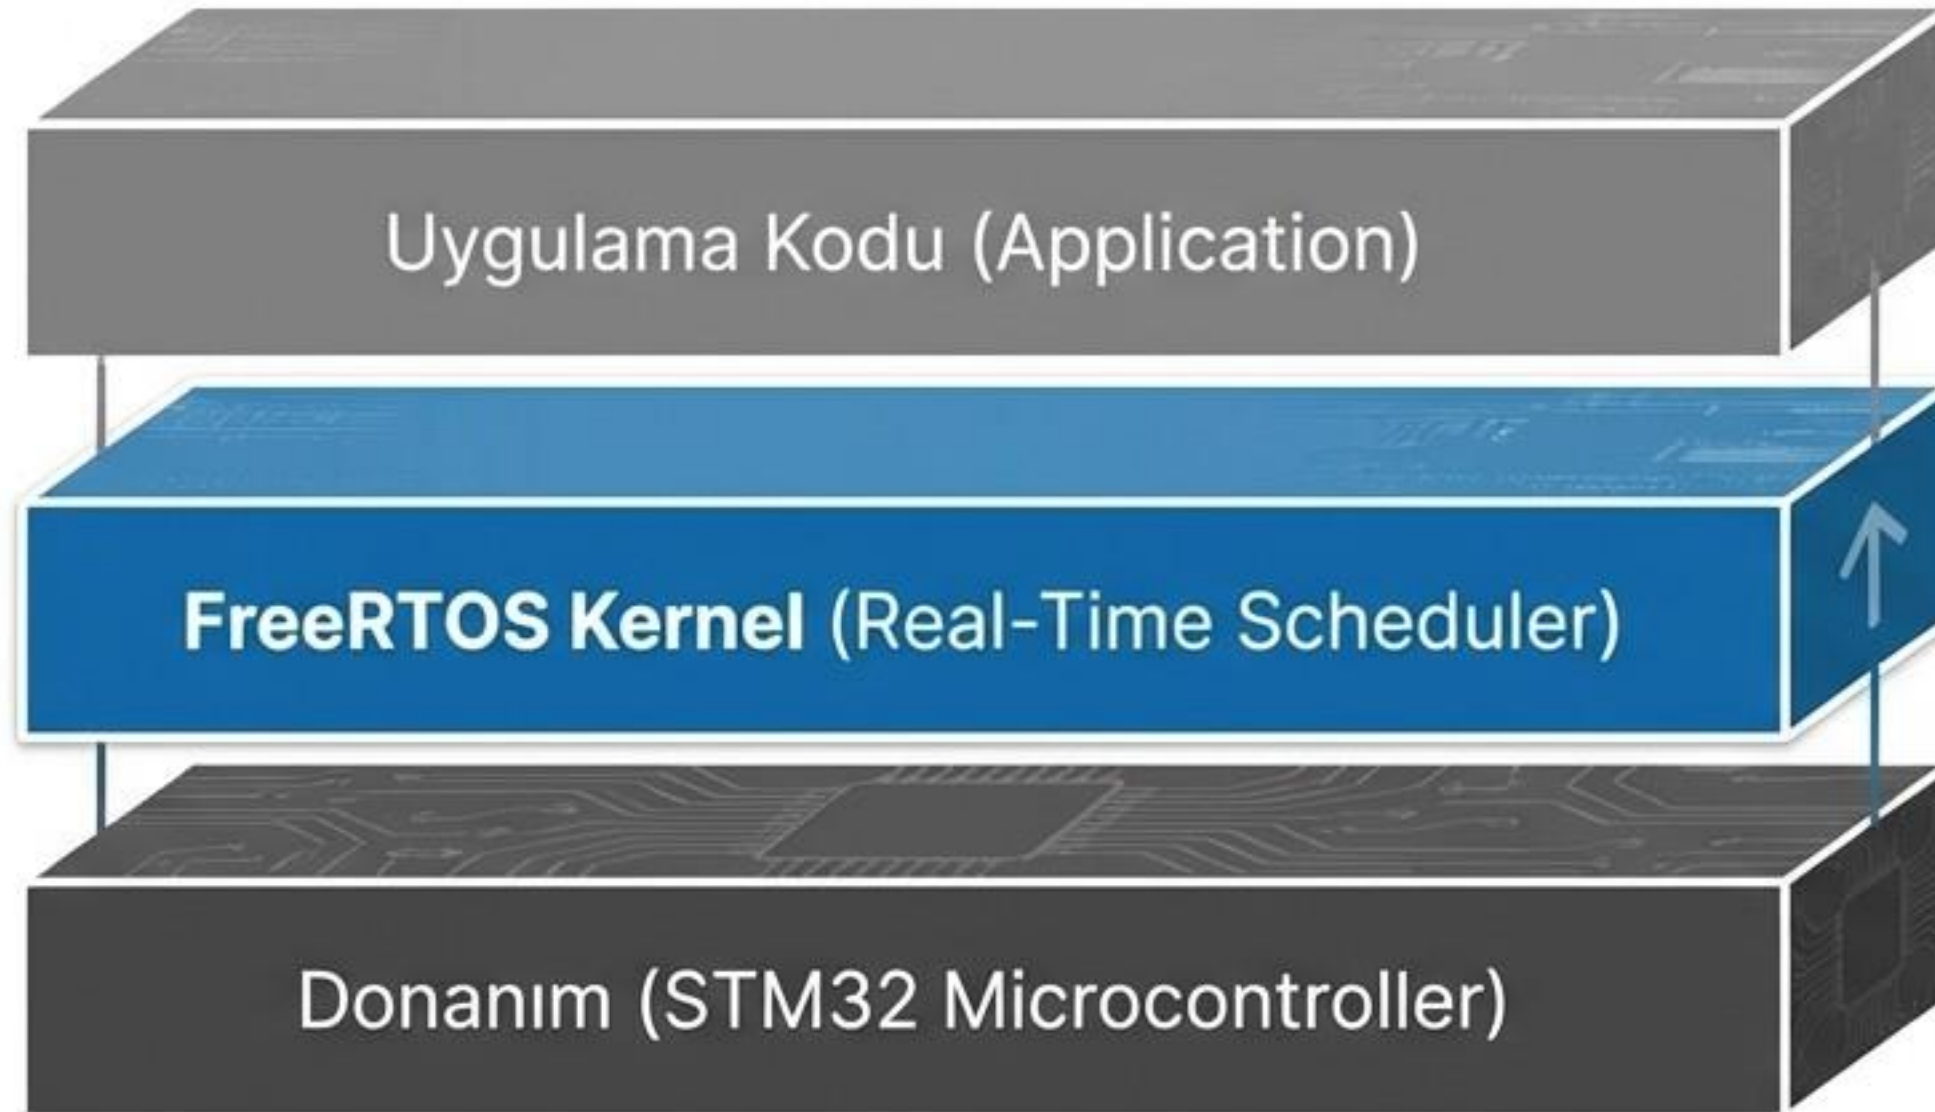 Uygulama Kodu (Application)
FreeRTOS Kernel (Real-Time Scheduler)
Donanım (STM32 Microcontroller)